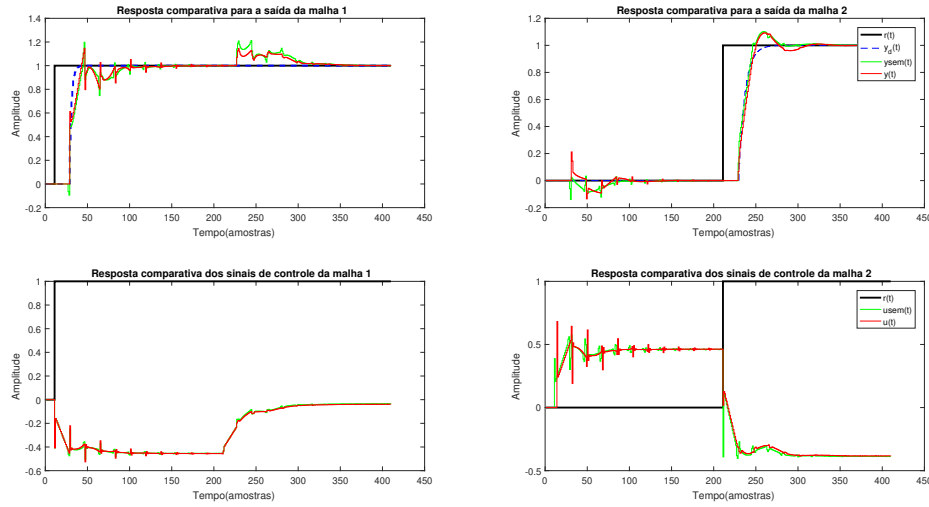 Resposta comparativa para a saída da malha 1
Amplitude
1.4
1.2
1
0.8
0.6
0.4
0.2
0
-0.2
0 50 100 150 200 250 300 350 400 450
Tempo(amostras)
Resposta comparativa para a saída da malha 2
Amplitude
1.2
1
0.8
0.6
0.4
0.2
0
-0.2
r(t)
y_d(t)
ysem(t)
y(t)
0 50 100 150 200 250 300 350 400 450
Tempo(amostras)
Resposta comparativa dos sinais de controle da malha 1
Amplitude
1
0.8
0.6
0.4
0.2
0
-0.2
-0.4
-0.6
0 50 100 150 200 250 300 350 400 450
Tempo(amostras)
Resposta comparativa dos sinais de controle da malha 2
Amplitude
1
0.5
0
-0.5
r(t)
usem(t)
u(t)
0 50 100 150 200 250 300 350 400 450
Tempo(amostras)